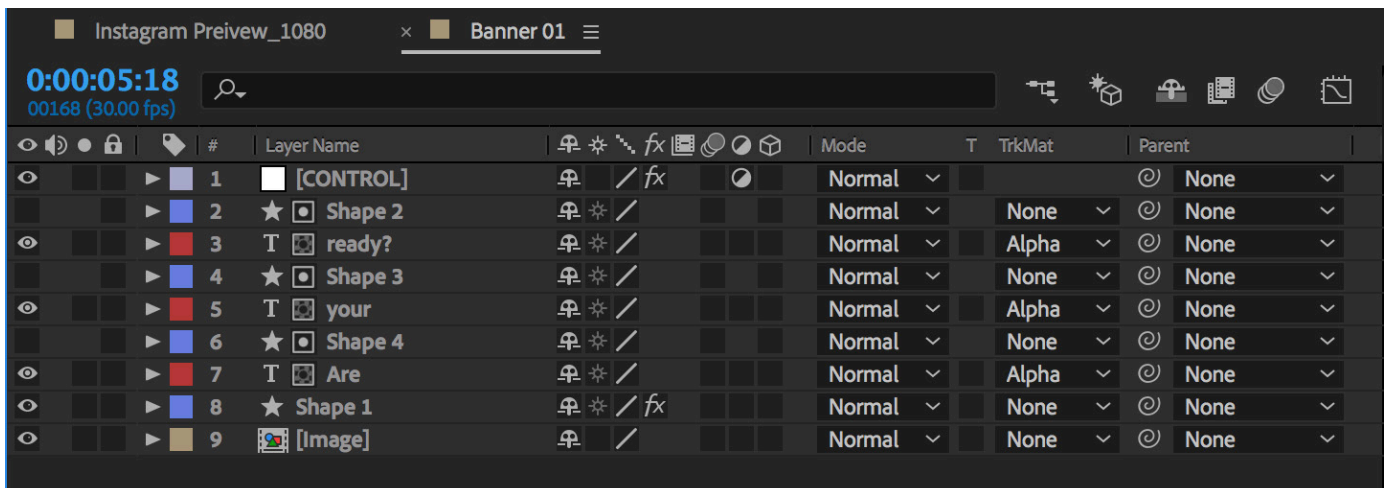 Instagram Preivew_1080 × Banner 01
0:00:05:18
00168 (30.00 fps)
# Layer Name fx Mode T TrkMat Parent
1 [CONTROL] fx Normal None
2 Shape 2 Normal None None
3 T ready? Normal Alpha None
4 Shape 3 Normal None None
5 T your Normal Alpha None
6 Shape 4 Normal None None
7 T Are Normal Alpha None
8 Shape 1 fx Normal None None
9 [Image] Normal None None